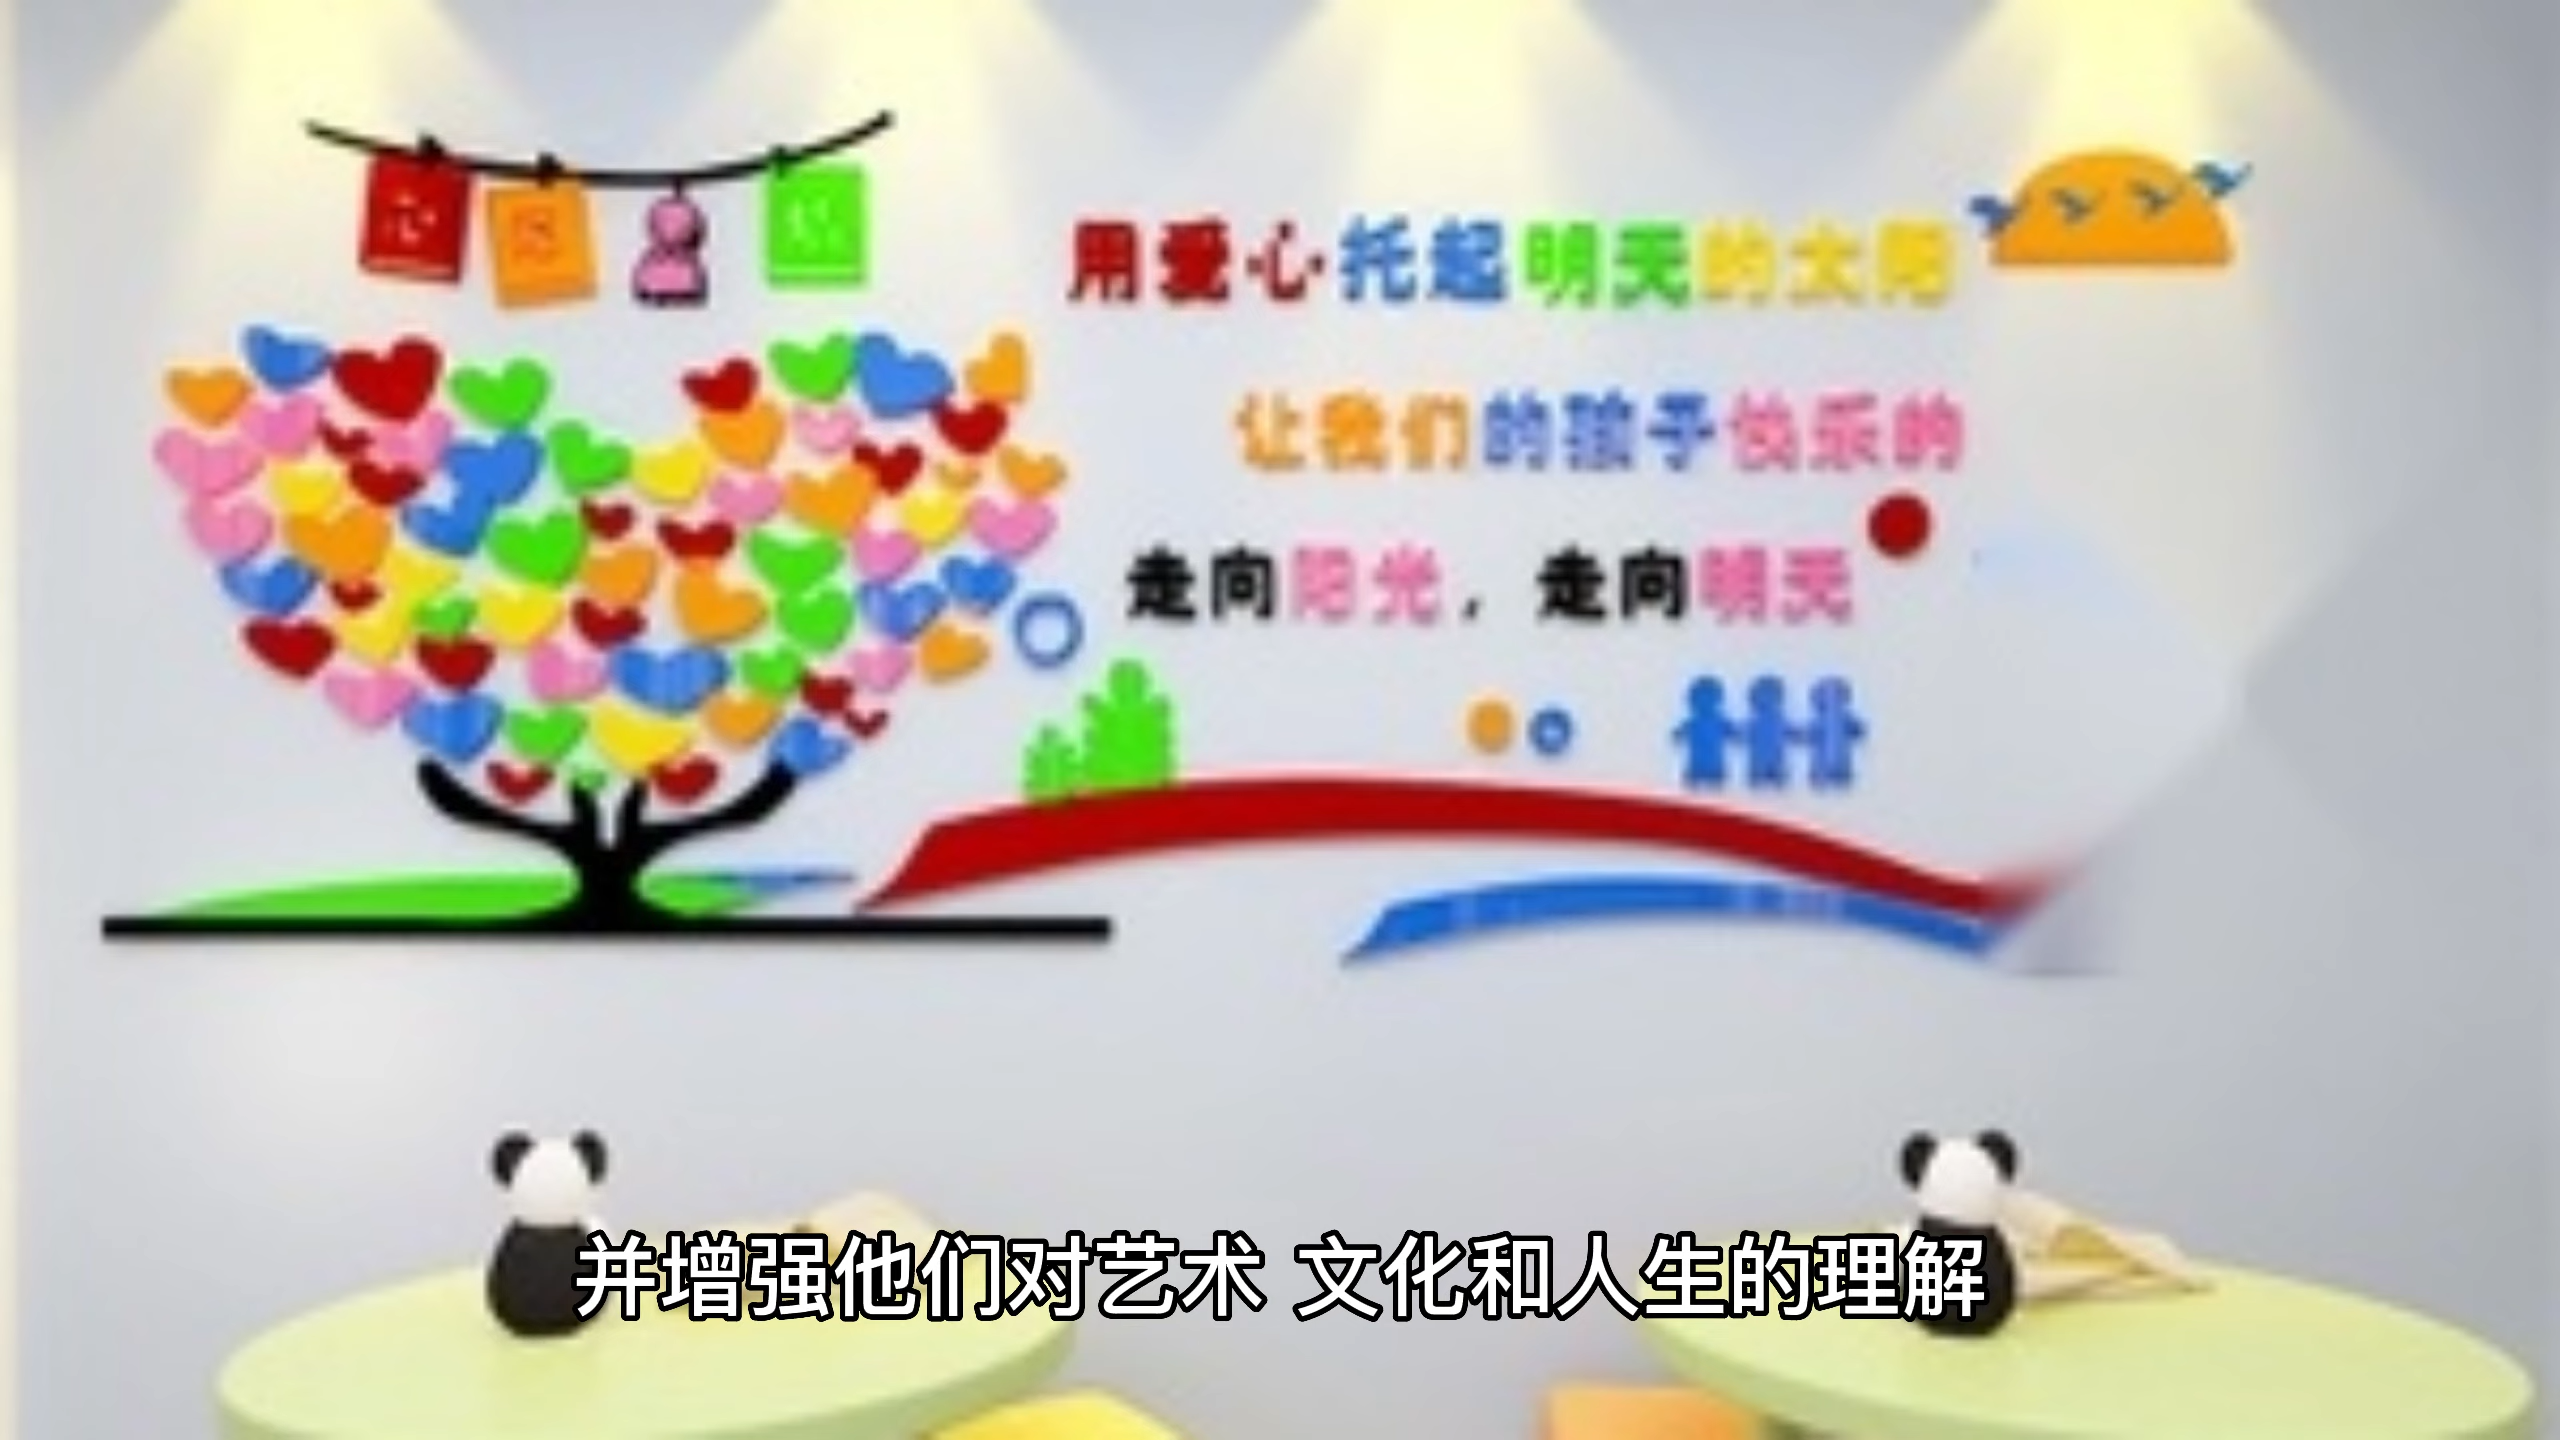 心
用爱心托起明天的太阳
让我们的孩子快乐的
走向阳光，走向明天
并增强他们对艺术 文化和人生的理解